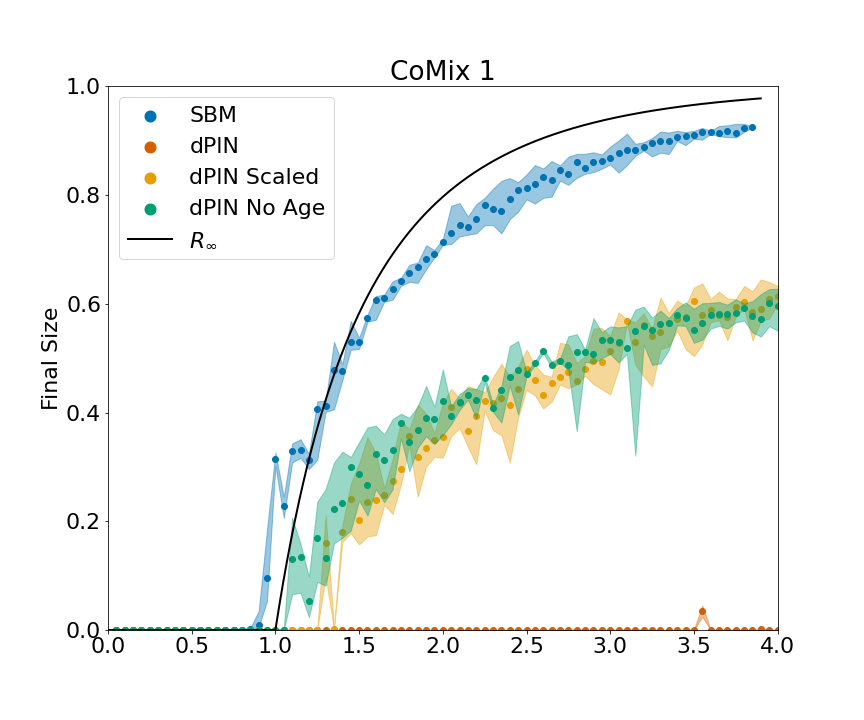 CoMix 1
1.0
0.8
0.6
0.4
0.2
0.0
Final Size
SBM
dPIN
dPIN Scaled
dPIN No Age
R∞
0.0 0.5 1.0 1.5 2.0 2.5 3.0 3.5 4.0